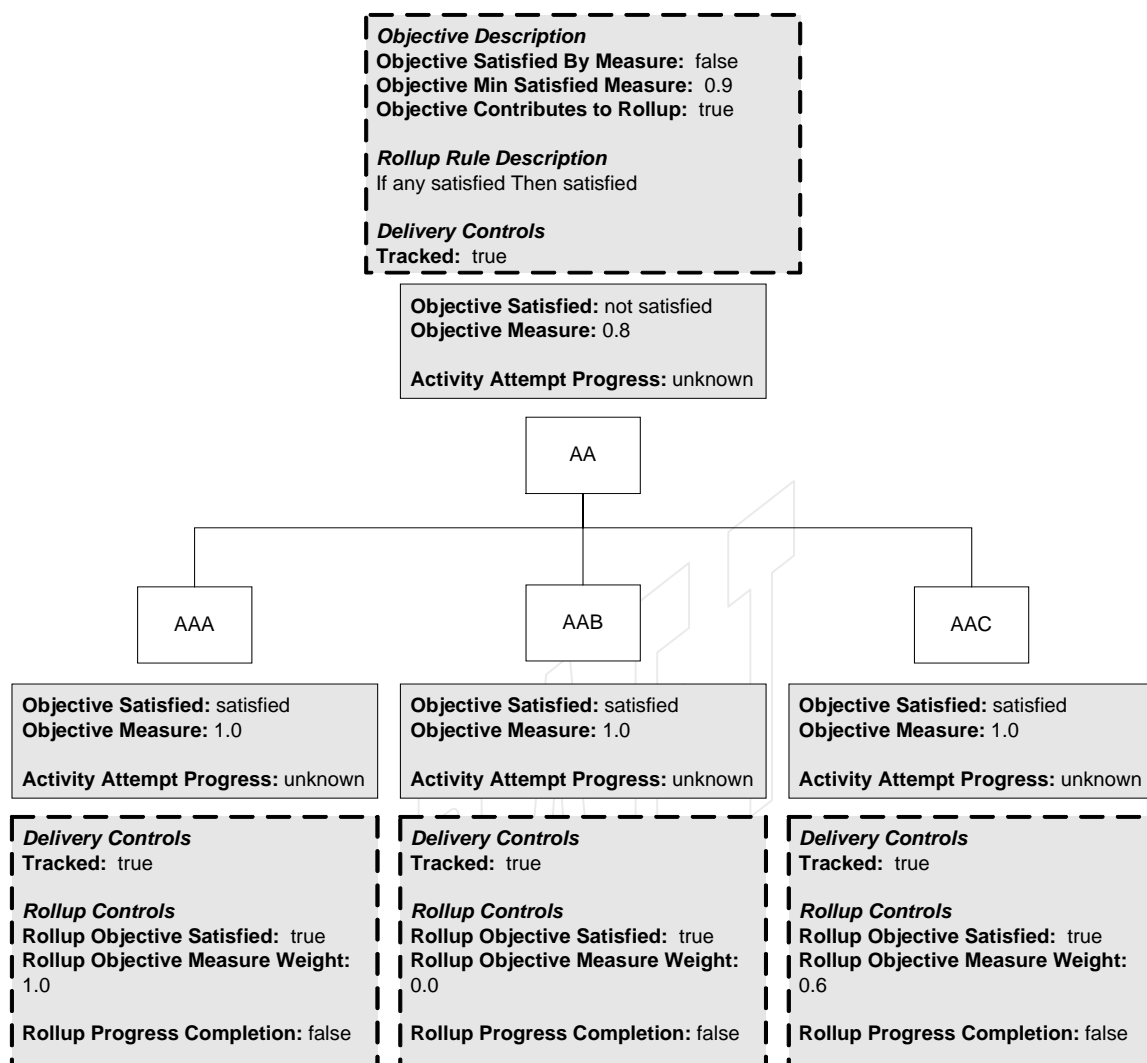 Objective Description
Objective Satisfied By Measure: false
Objective Min Satisfied Measure: 0.9
Objective Contributes to Rollup: true
Rollup Rule Description
If any satisfied Then satisfied
Delivery Controls
Tracked: true
Objective Satisfied: not satisfied
Objective Measure: 0.8
Activity Attempt Progress: unknown
AA
AAA
AAB
AAC
Objective Satisfied: satisfied
Objective Measure: 1.0
Activity Attempt Progress: unknown
Objective Satisfied: satisfied
Objective Measure: 1.0
Activity Attempt Progress: unknown
Objective Satisfied: satisfied
Objective Measure: 1.0
Activity Attempt Progress: unknown
Delivery Controls
Tracked: true
Rollup Controls
Rollup Objective Satisfied: true
Rollup Objective Measure Weight:
1.0
Rollup Progress Completion: false
Delivery Controls
Tracked: true
Rollup Controls
Rollup Objective Satisfied: true
Rollup Objective Measure Weight:
0.0
Rollup Progress Completion: false
Delivery Controls
Tracked: true
Rollup Controls
Rollup Objective Satisfied: true
Rollup Objective Measure Weight:
0.6
Rollup Progress Completion: false